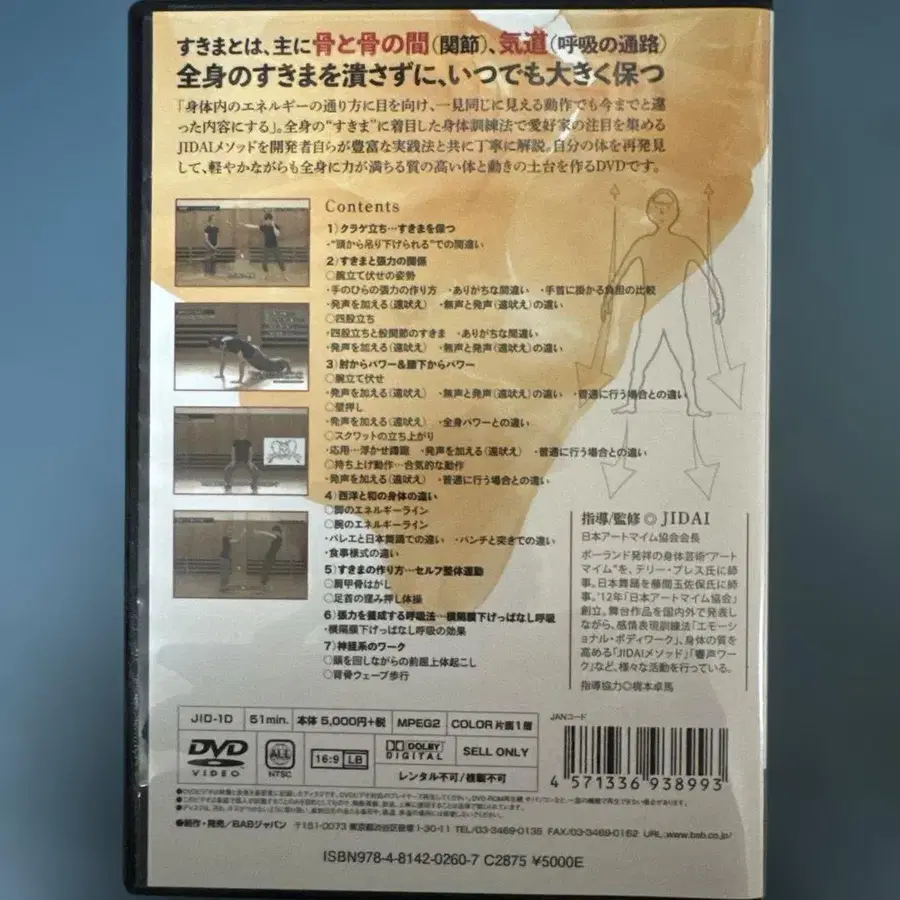 すきまとは、主に骨と骨の間(関節)、気道(呼吸の通路)
全身のすきまを潰さずに、いつでも大きく保つ
「身体内のエネルギーの通り方に目を向け、一見同じに見える動作でも今までと違
った内容にする」。全身の“すきま”に着目した身体訓練法で愛好家の注目を集める
JIDAIメソッドを開発者自らが豊富な実践法と共に丁寧に解説。自分の体を再発見
して、軽やかながらも全身に力が満ちる質の高い体と動きの土台を作るDVDです。
Contents
1)クラゲ立ち…すきまを保つ
・“頭から吊り下げられる”での間違い
2)すきまと張力の関係
○腕立て伏せの姿勢
・手のひらの張力の作り方 ・ありがちな間違い ・手首に掛かる負担の比較
・発声を加える(遠吠え) ・無声と発声(遠吠え)の違い
○四股立ち
・四股立ちと股関節のすきま ・ありがちな間違い
・発声を加える(遠吠え) ・無声と発声(遠吠え)の違い
3)肘からパワー&膝下からパワー
○腕立て伏せ
・発声を加える(遠吠え) ・無声と発声(遠吠え)の違い ・普通に行う場合との違い
○壁押し
・発声を加える(遠吠え) ・全身パワーとの違い
○スクワットの立ち上がり
・応用…浮かせ蹲踞 ・発声を加える(遠吠え) ・普通に行う場合との違い
○持ち上げ動作…合気的な動作
・発声を加える(遠吠え) ・普通に行う場合との違い
4)西洋と和の身体の違い
○脚のエネルギーライン
○腕のエネルギーライン
・バレエと日本舞踊での違い ・パンチと突きでの違い
・食事様式の違い
5)すきまの作り方…セルフ整体運動
○肩甲骨はがし
○足首の窪み押し体操
6)張力を養成する呼吸法…横隔膜下げっぱなし呼吸
・横隔膜下げっぱなし呼吸の効果
7)神経系のワーク
○頭を回しながらの前屈上体起こし
○背骨ウェーブ歩行
指導/監修◎JIDAI
日本アートマイム協会会長
ポーランド発祥の身体芸術“アート
マイム”を、テリー・プレス氏に師
事。日本舞踊を藤間玉佐保氏に師
事。'12年「日本アートマイム協会」
創立。舞台作品を国内外で発表し
ながら、感情表現訓練法「エモーショ
ナル・ボディワーク」、身体の質を
高める「JIDAIメソッド」「響声ワー
ク」など、様々な活動を行っている。
指導協力◎梶本卓馬
JID-1D 51min. 本体 5,000円+税 MPEG2 COLOR 片面1層
DVD VIDEO ALL NTSC 16:9 LB DOLBY DIGITAL SELL ONLY
レンタル不可/複製不可
JANコード
4 571336 938993
●制作・発売/BABジャパン 〒151-0073 東京都渋谷区笹塚1-30-11 TEL/03-3469-0135 FAX/03-3469-0162 URL:www.bab.co.jp/
ISBN978-4-8142-0260-7 C2875 ¥5000E